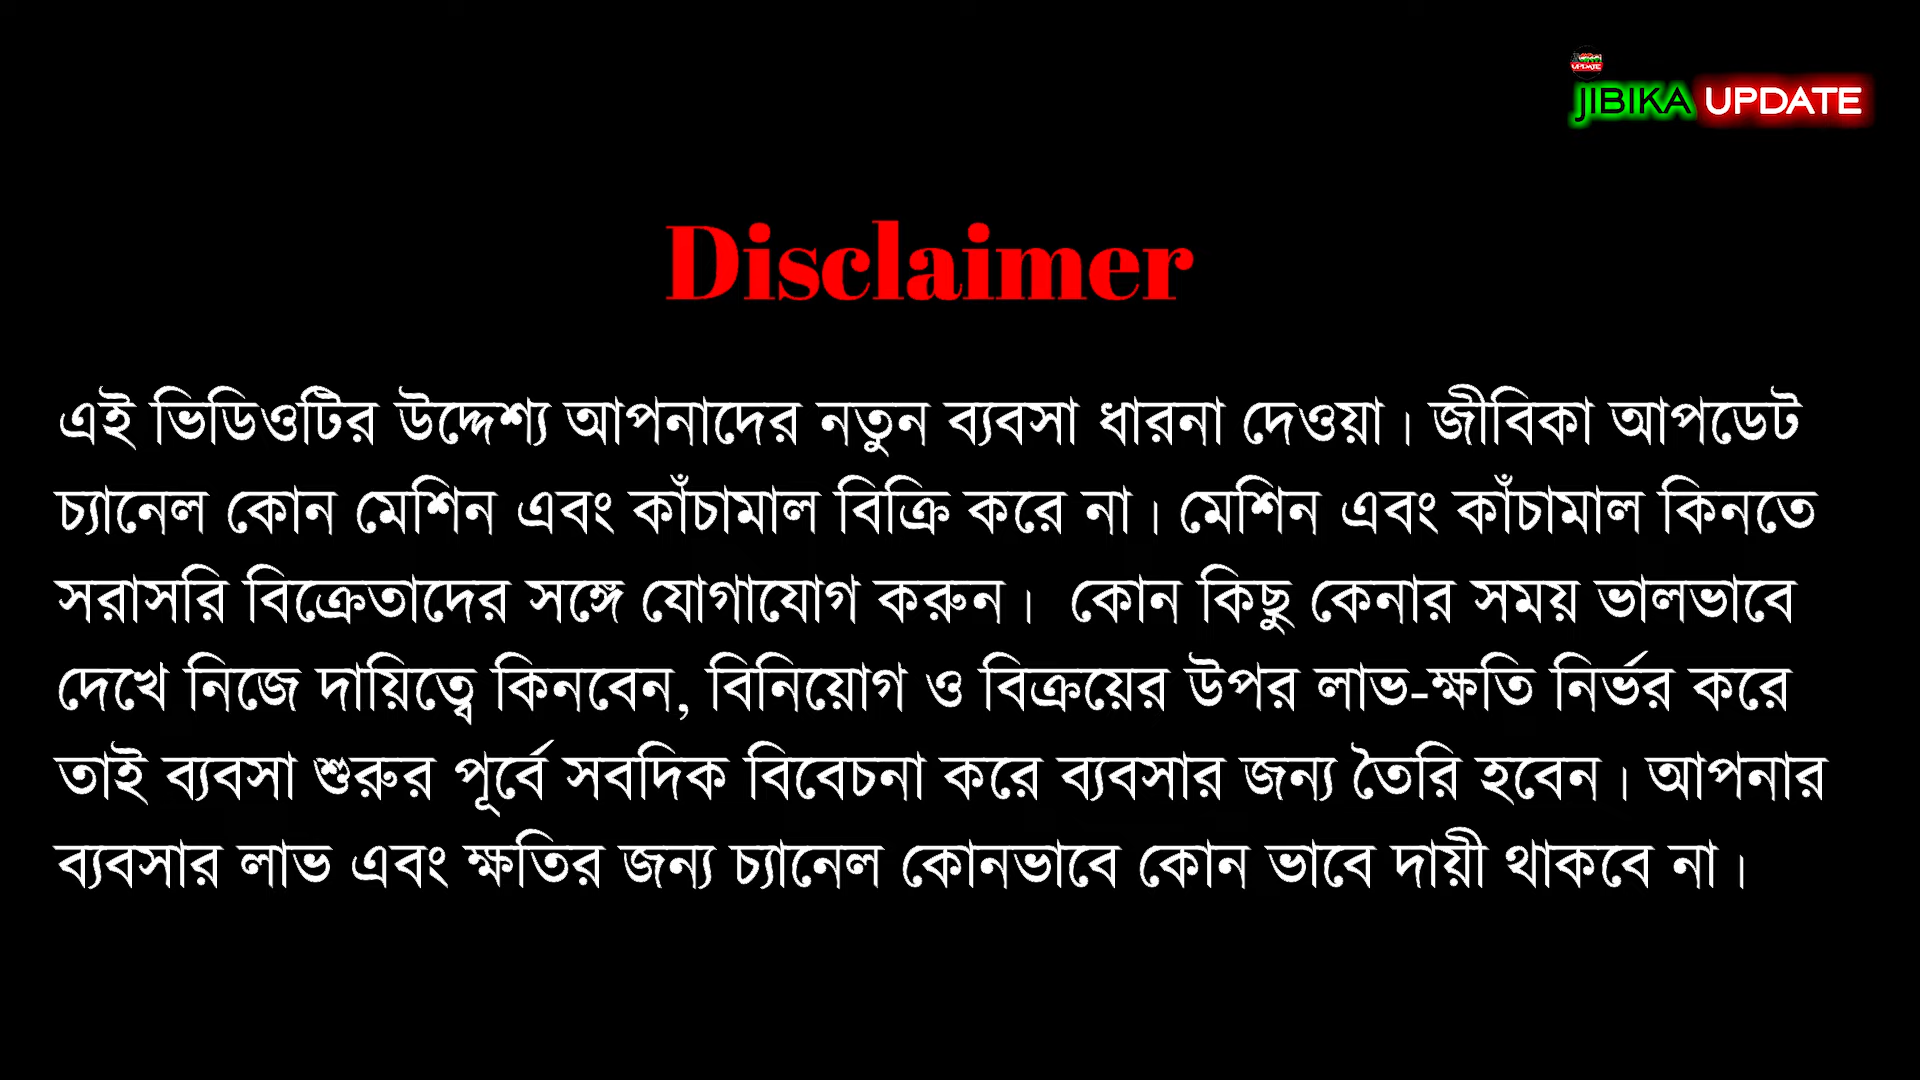 UPDATE
JIBIKA UPDATE
Disclaimer
এই ভিডিওটির উদ্দেশ্য আপনাদের নতুন ব্যবসা ধারনা দেওয়া। জীবিকা আপডেট
চ্যানেল কোন মেশিন এবং কাঁচামাল বিক্রি করে না। মেশিন এবং কাঁচামাল কিনতে
সরাসরি বিক্রেতাদের সঙ্গে যোগাযোগ করুন। কোন কিছু কেনার সময় ভালভাবে
দেখে নিজে দায়িত্বে কিনবেন, বিনিয়োগ ও বিক্রয়ের উপর লাভ-ক্ষতি নির্ভর করে
তাই ব্যবসা শুরুর পূর্বে সবদিক বিবেচনা করে ব্যবসার জন্য তৈরি হবেন। আপনার
ব্যবসার লাভ এবং ক্ষতির জন্য চ্যানেল কোনভাবে কোন ভাবে দায়ী থাকবে না।